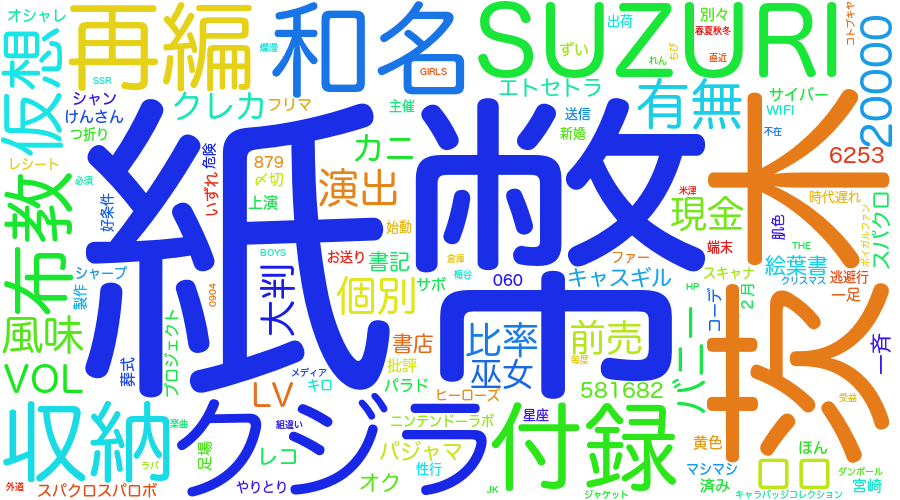 オシャレ
再編
和名
SUZURI
別々
コトブキヤ
春夏秋冬
出荷
爛漫
GIRLS
ずい
ちび
れん
直近
仮想
SSR
シャン
けんさん
つ折り
クレカ
フリマ
主催
エトセトラ
送信
新婚
有無
サイバー
WIFI
不在
20000
レシート
危険
879
〆切
カニ
6253
必須
布教
好条件
いずれ
上演
演出
始動
紙幣
米津
現金
肌色
時代遅れ
ボイガルファン
スパクロ
BOYS
お送り
書記
倉庫
梅谷
ファー
端末
THE
絵葉書
クリスマス
逃避行
シャープ
製作
0904
大判
個別
サボ
060
キャスギル
スキャナ
HP
2月
コーデ
一足
風味
プロジェクト
書店
比率
前売
バニー
一斉
VOL
葬式
メディア
キロ
批評
パラド
巫女
毎度
581682
LV
ヒーローズ
受益
収納
楽曲
クジラ
組違い
星座
ニンテンドーラボ
付録
黄色
ほん
足場
レコ
パジャマ
性行
マシマシ
済み
ダンボール
宮崎
外道
スパクロスパロボ
ラバ
やりとり
オク
JK
ジャケット
キャラバッジコレクション